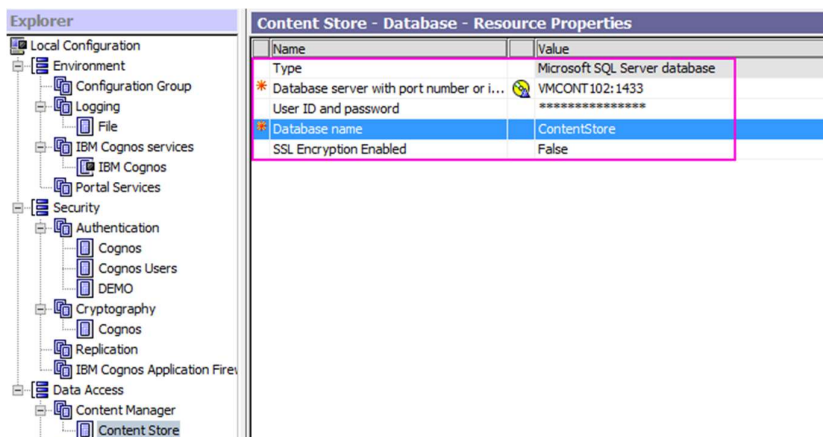 Explorer
Local Configuration
Environment
Configuration Group
Logging
File
IBM Cognos services
IBM Cognos
Portal Services
Security
Authentication
Cognos
Cognos Users
DEMO
Cryptography
Cognos
Replication
IBM Cognos Application Firew
Data Access
Content Manager
Content Store
Content Store - Database - Resource Properties
Name Value
Type Microsoft SQL Server database
* Database server with port number or i... VMCONT102:1433
User ID and password ***************
* Database name ContentStore
SSL Encryption Enabled False